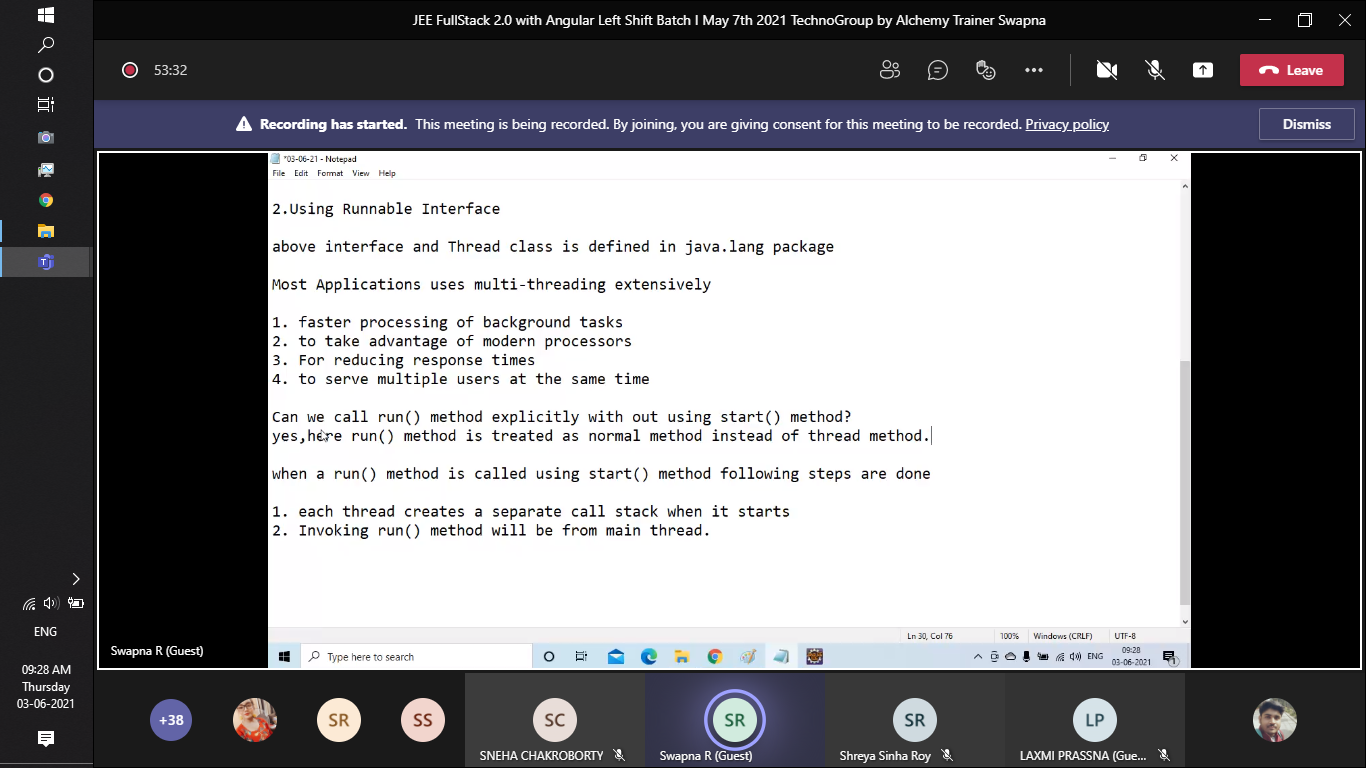 JEE FullStack 2.0 with Angular Left Shift Batch I May 7th 2021 TechnoGroup by Alchemy Trainer Swapna
53:32
Leave
Recording has started. This meeting is being recorded. By joining, you are giving consent for this meeting to be recorded. Privacy policy
Dismiss
*03-06-21 - Notepad
File Edit Format View Help
2.Using Runnable Interface
above interface and Thread class is defined in java.lang package
Most Applications uses multi-threading extensively
1. faster processing of background tasks
2. to take advantage of modern processors
3. For reducing response times
4. to serve multiple users at the same time
Can we call run() method explicitly with out using start() method?
yes,here run() method is treated as normal method instead of thread method.
when a run() method is called using start() method following steps are done
1. each thread creates a separate call stack when it starts
2. Invoking run() method will be from main thread.
Ln 30, Col 76 100% Windows (CRLF) UTF-8
Type here to search
ENG
09:28
03-06-2021
1
Swapna R (Guest)
ENG
09:28 AM
Thursday
03-06-2021
T
+38
SR
SS
SC
SNEHA CHAKROBORTY
SR
Swapna R (Guest)
SR
Shreya Sinha Roy
LP
LAXMI PRASSNA (Gue...